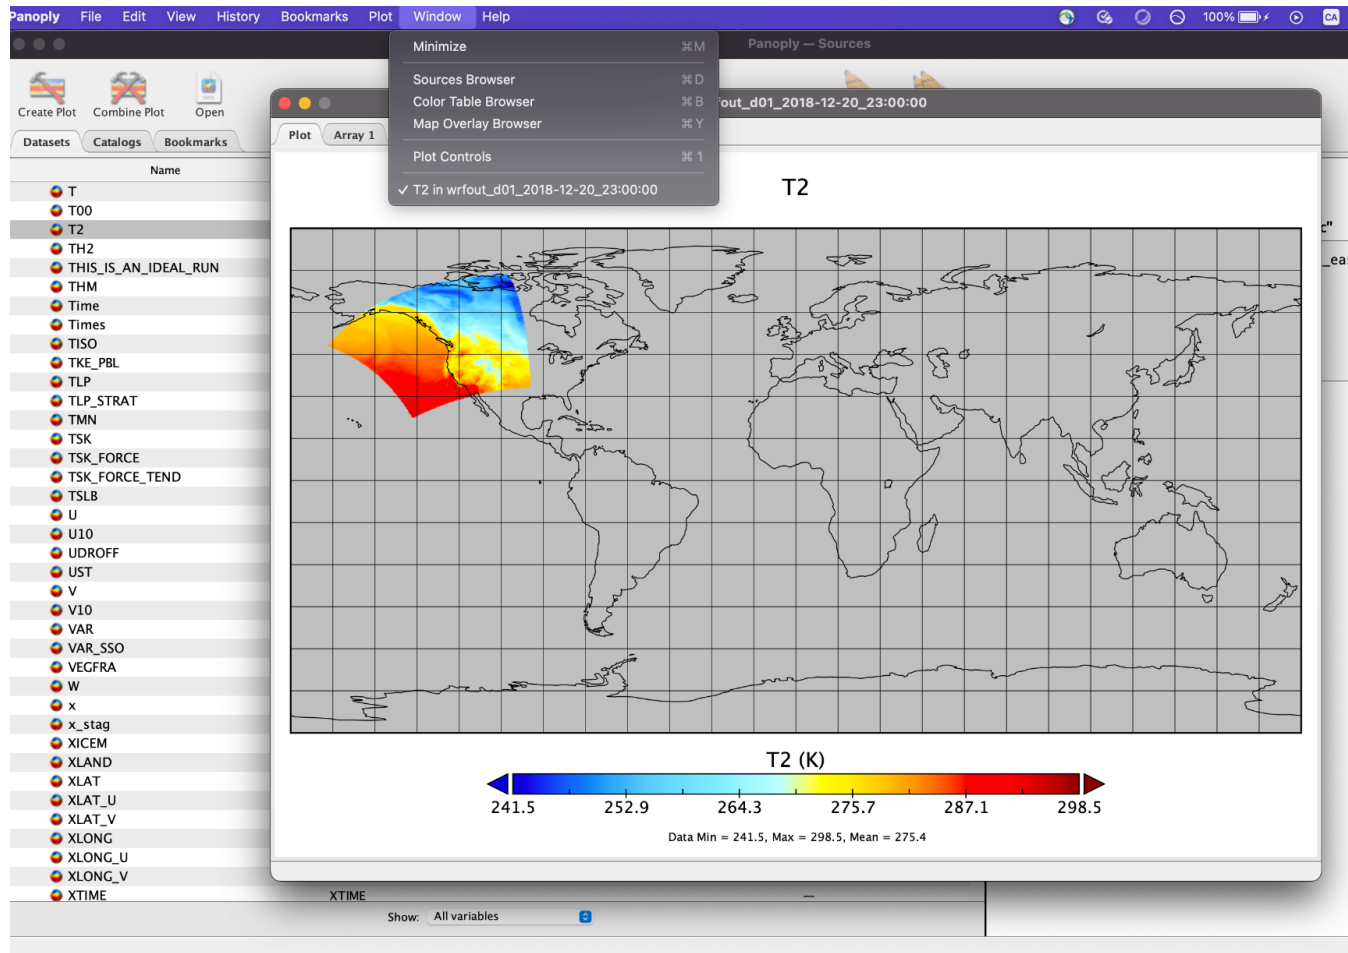 Panoply File Edit View History Bookmarks Plot Window Help 100% CA
Panoply — Sources
Minimize ⌘M
Sources Browser ⌘D
Color Table Browser ⌘B
Map Overlay Browser ⌘Y
Plot Controls ⌘1
✓ T2 in wrfout_d01_2018-12-20_23:00:00
Create Plot Combine Plot Open
Datasets Catalogs Bookmarks
fout_d01_2018-12-20_23:00:00
Plot Array 1
Name
T
T00
T2
TH2
THIS_IS_AN_IDEAL_RUN
THM
Time
Times
TISO
TKE_PBL
TLP
TLP_STRAT
TMN
TSK
TSK_FORCE
TSK_FORCE_TEND
TSLB
U
U10
UDROFF
UST
V
V10
VAR
VAR_SSO
VEGFRA
W
x
x_stag
XICEM
XLAND
XLAT
XLAT_U
XLAT_V
XLONG
XLONG_U
XLONG_V
XTIME XTIME —
T2
c"
_ea
T2 (K)
241.5 252.9 264.3 275.7 287.1 298.5
Data Min = 241.5, Max = 298.5, Mean = 275.4
Show: All variables